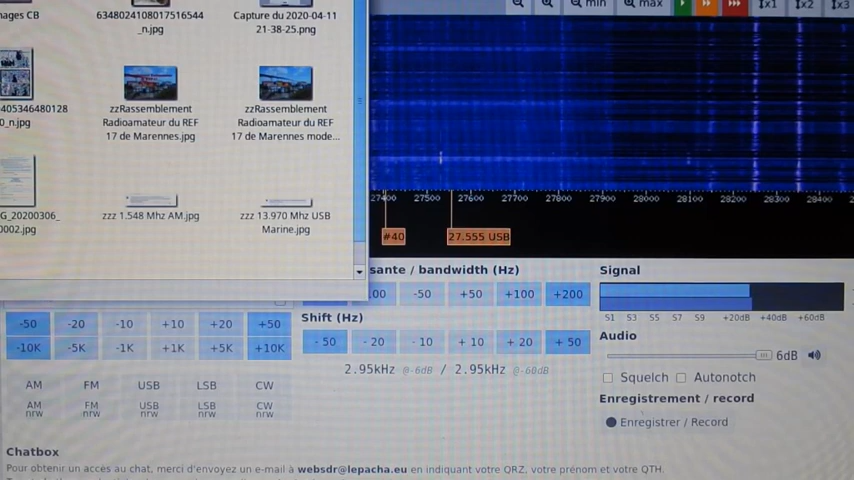 ages CB
6348024108017516544
_n.jpg
Capture du 2020-04-11
21-38-25.png
min
max
x1
x2
x3
405346480128
0_n.jpg
zzRassemblement
Radioamateur du REF
17 de Marennes.jpg
zzRassemblement
Radioamateur du REF
17 de Marennes mode...
G_20200306_
0002.jpg
zzz 1.548 Mhz AM.jpg
zzz 13.970 Mhz USB
Marine.jpg
27400 27500 27600 27700 27800 27900 28000 28100 28200 28300 28400
#40
27.555 USB
sante / bandwidth (Hz)
00 -50 +50 +100 +200
Shift (Hz)
- 50 - 20 - 10 + 10 + 20 + 50
2.95kHz @-6dB / 2.95kHz @-60dB
-50 -20 -10 +10 +20 +50
-10K -5K -1K +1K +5K +10K
AM FM USB LSB CW
AM nrw FM nrw USB nrw LSB nrw CW nrw
Signal
S1 S3 S5 S7 S9 +20dB +40dB +60dB
Audio
6dB
Squelch Autonotch
Enregistrement / record
Enregistrer / Record
Chatbox
Pour obtenir un accès au chat, merci d'envoyez un e-mail à websdr@lepacha.eu en indiquant votre QRZ, votre prénom et votre QTH.